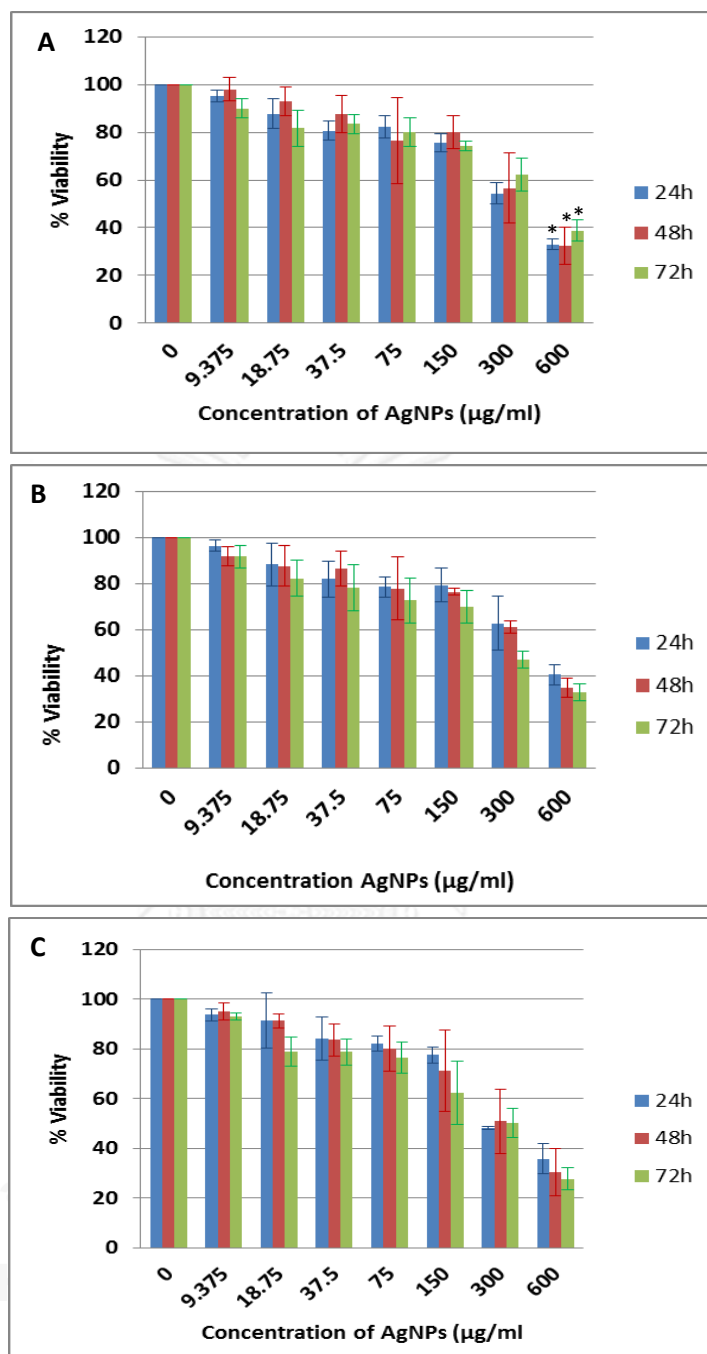 A
120
100
80
60
40
20
0
% Viability
* * *
0 9.375 18.75 37.5 75 150 300 600
Concentration of AgNPs (µg/ml)
24h
48h
72h
B
120
100
80
60
40
20
0
% Viability
0 9.375 18.75 37.5 75 150 300 600
Concentration AgNPs (µg/ml)
24h
48h
72h
C
120
100
80
60
40
20
0
% Viability
0 9.375 18.75 37.5 75 150 300 600
Concentration of AgNPs (µg/ml
24h
48h
72h